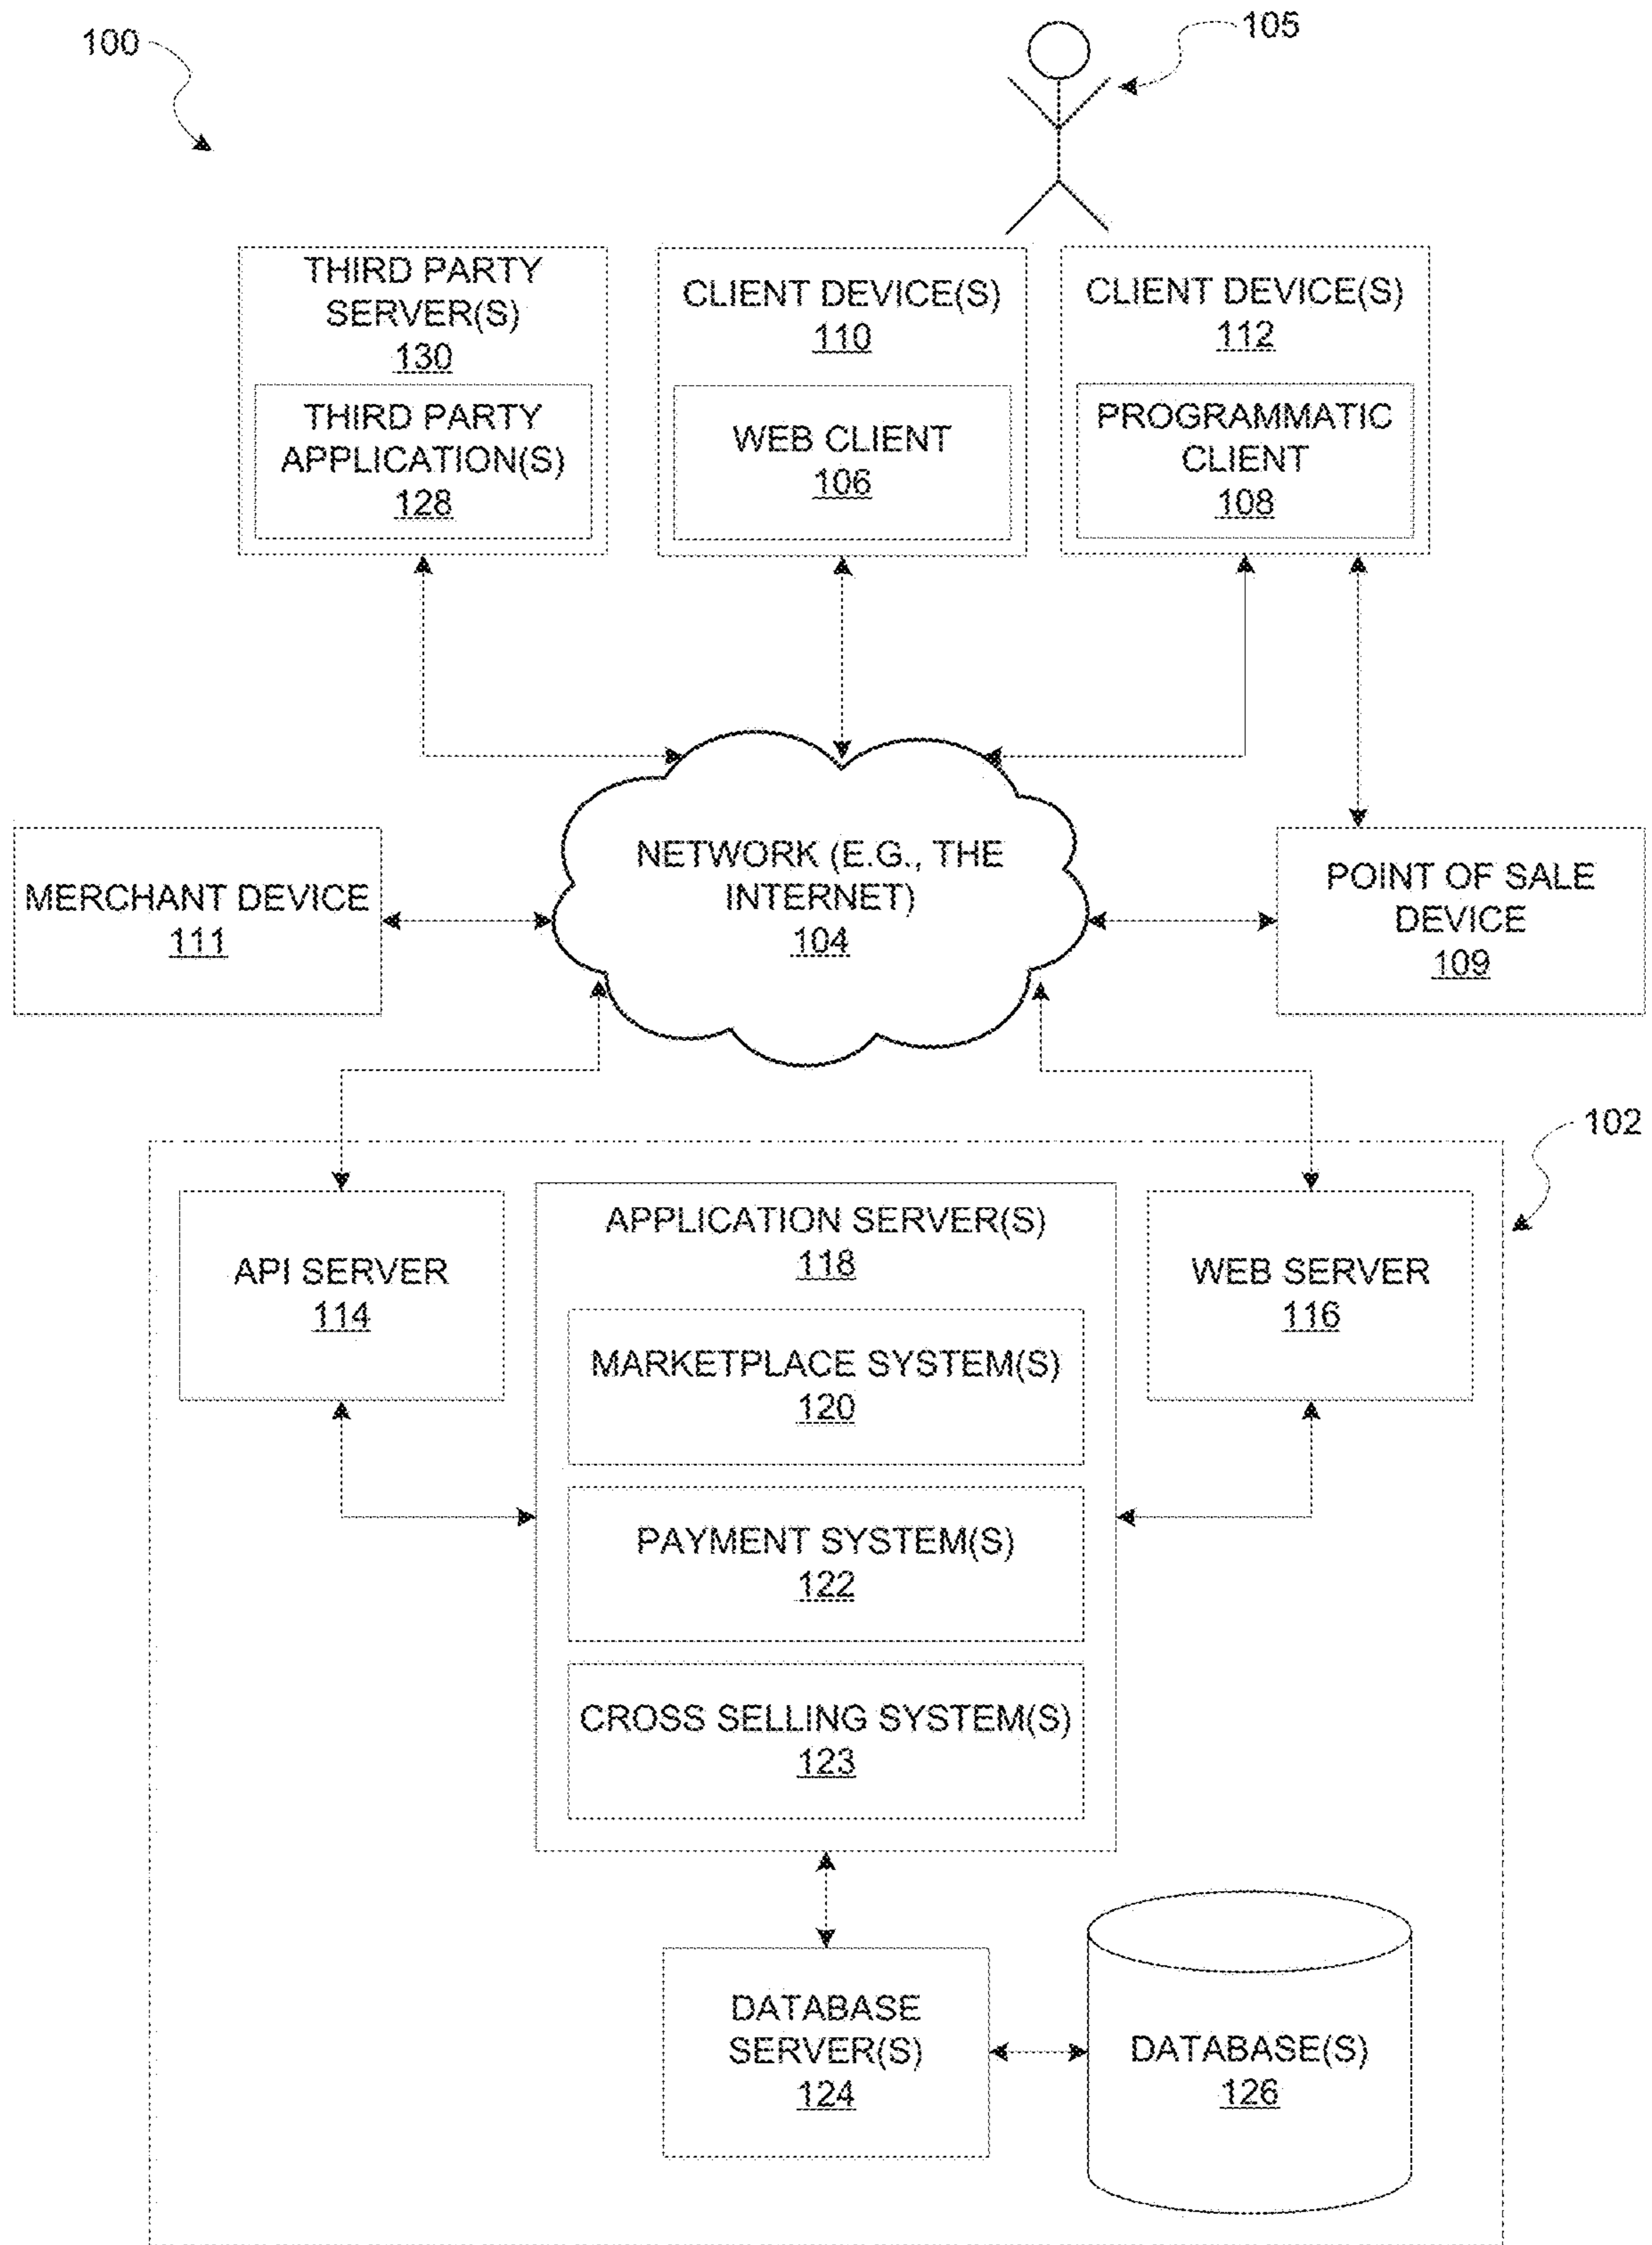 100
105
THIRD PARTY
SERVER(S)
130
THIRD PARTY
APPLICATION(S)
128
CLIENT DEVICE(S)
110
WEB CLIENT
106
CLIENT DEVICE(S)
112
PROGRAMMATIC
CLIENT
108
MERCHANT DEVICE
111
NETWORK (E.G., THE
INTERNET)
104
POINT OF SALE
DEVICE
109
102
API SERVER
114
APPLICATION SERVER(S)
118
MARKETPLACE SYSTEM(S)
120
PAYMENT SYSTEM(S)
122
CROSS SELLING SYSTEM(S)
123
WEB SERVER
116
DATABASE
SERVER(S)
124
DATABASE(S)
126